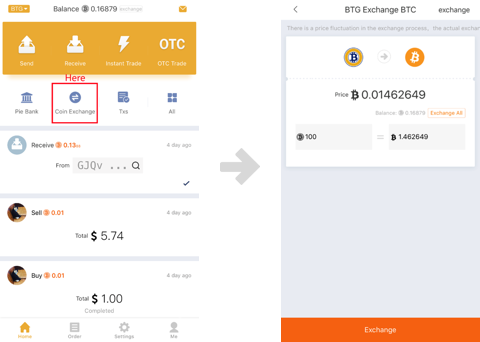 BTG
Balance 0.16879 exchange
Send
Receive
Instant Trade
OTC
OTC Trade
Here
Pie Bank
Coin Exchange
Txs
All
Receive 0.13
4 day ago
From GJQv ...
Sell 0.01
4 day ago
Total $ 5.74
Buy 0.01
4 day ago
Total $ 1.00
Completed
Home
Order
Settings
Me
BTG Exchange BTC
exchange
There is a price fluctuation in the exchange process, the actual exchan
Price 0.01462649
Balance: 0.16879 Exchange All
100 = 1.462649
Exchange